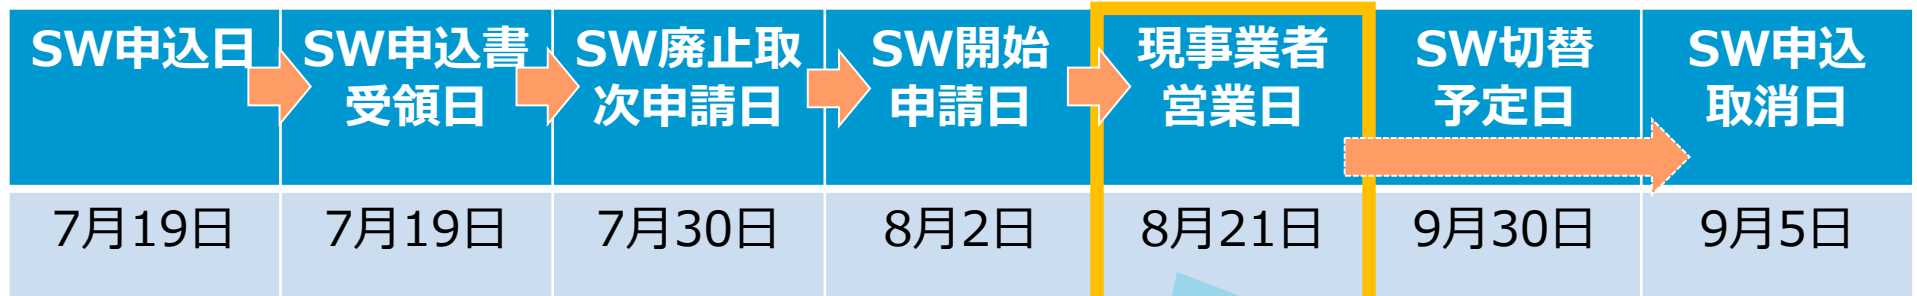 SW申込日
SW申込書
受領日
SW廃止取
次申請日
SW開始
申請日
現事業者
営業日
SW切替
予定日
SW申込
取消日
7月19日
7月19日
7月30日
8月2日
8月21日
9月30日
9月5日